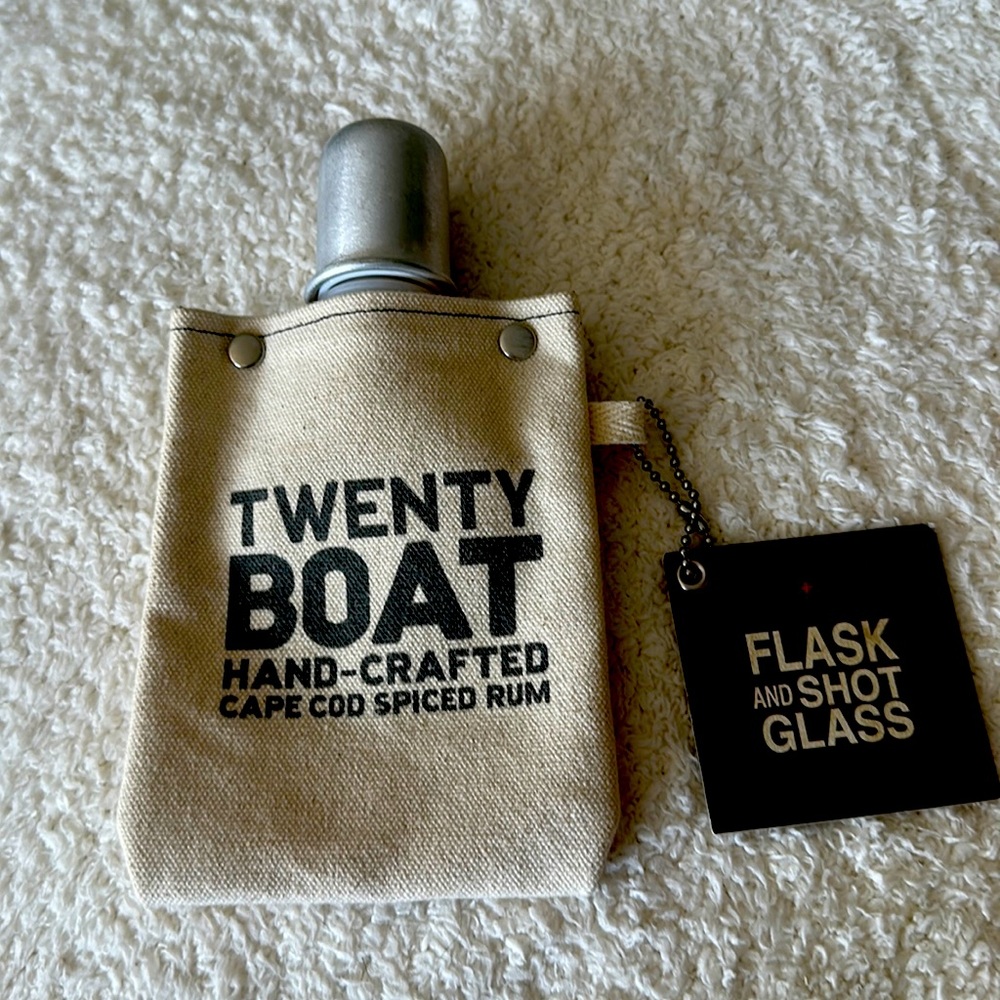 TWENTY
BOAT
HAND-CRAFTED
CAPE COD SPICED RUM
FLASK
AND SHOT
GLASS